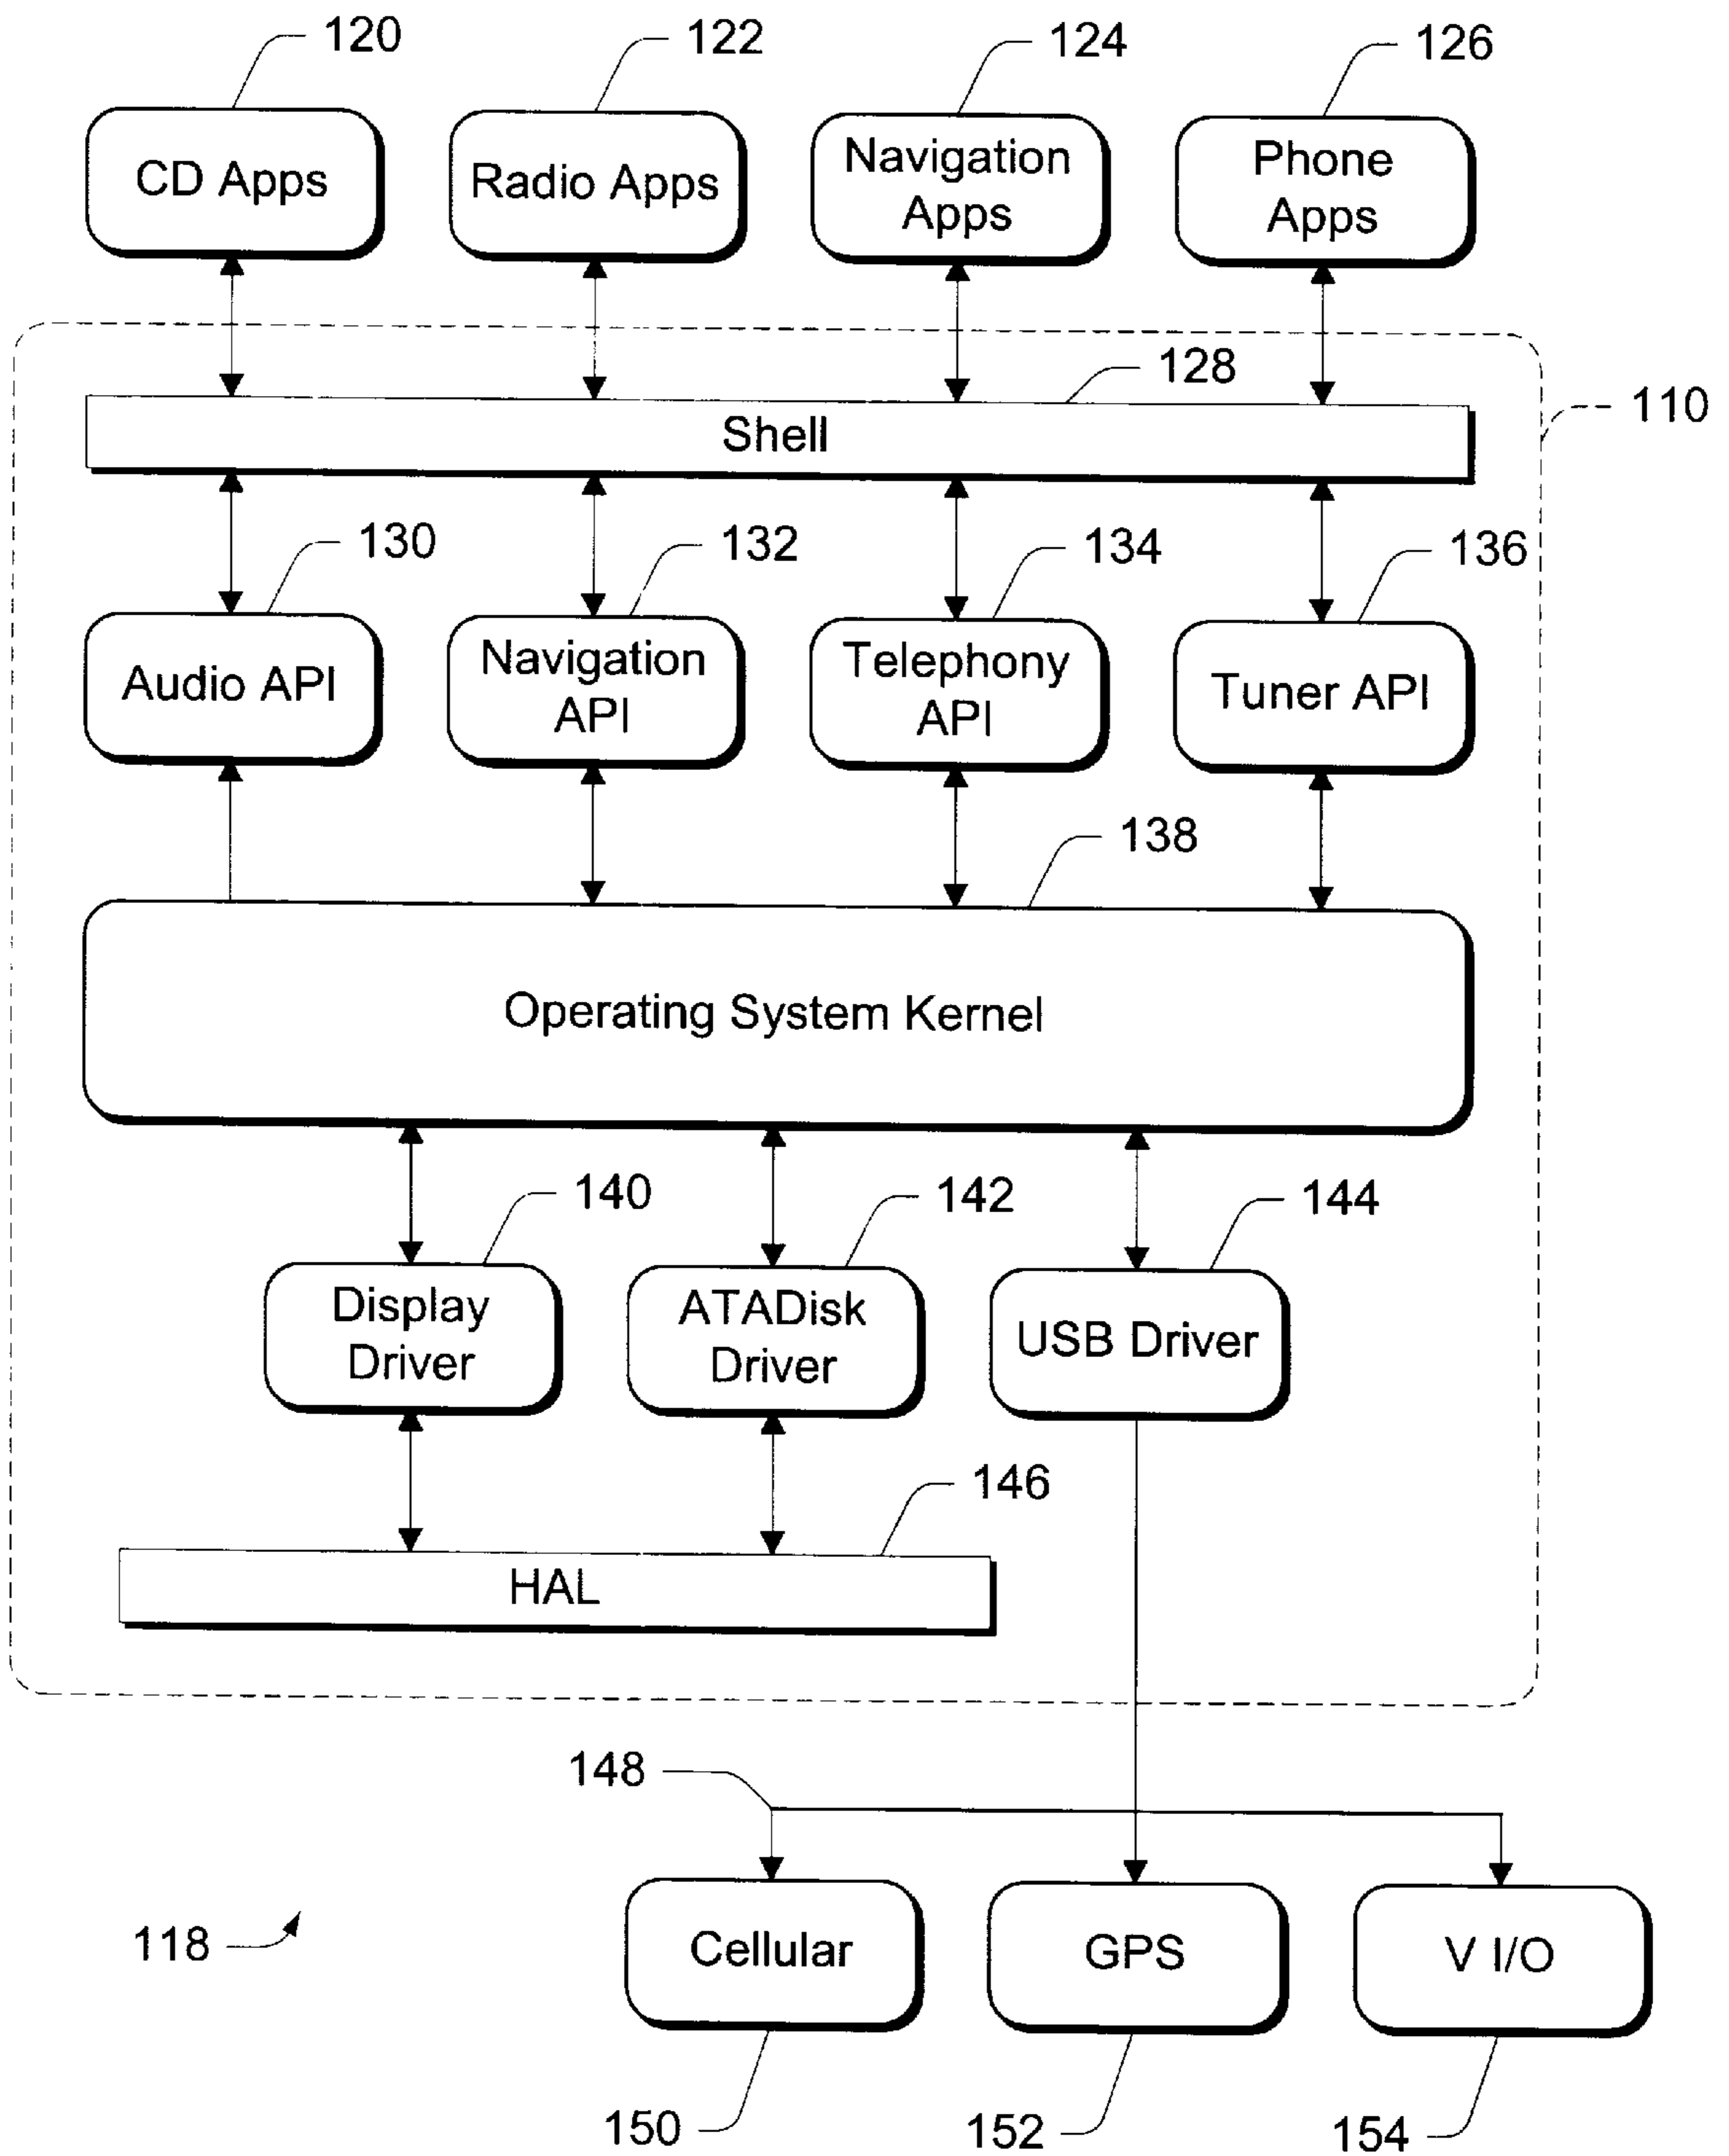 120
122
124
126
CD Apps
Radio Apps
Navigation
Apps
Phone
Apps
128
110
Shell
130
132
134
136
Audio API
Navigation
API
Telephony
API
Tuner API
138
Operating System Kernel
140
142
144
Display
Driver
ATADisk
Driver
USB Driver
146
HAL
148
118
Cellular
GPS
V I/O
150
152
154